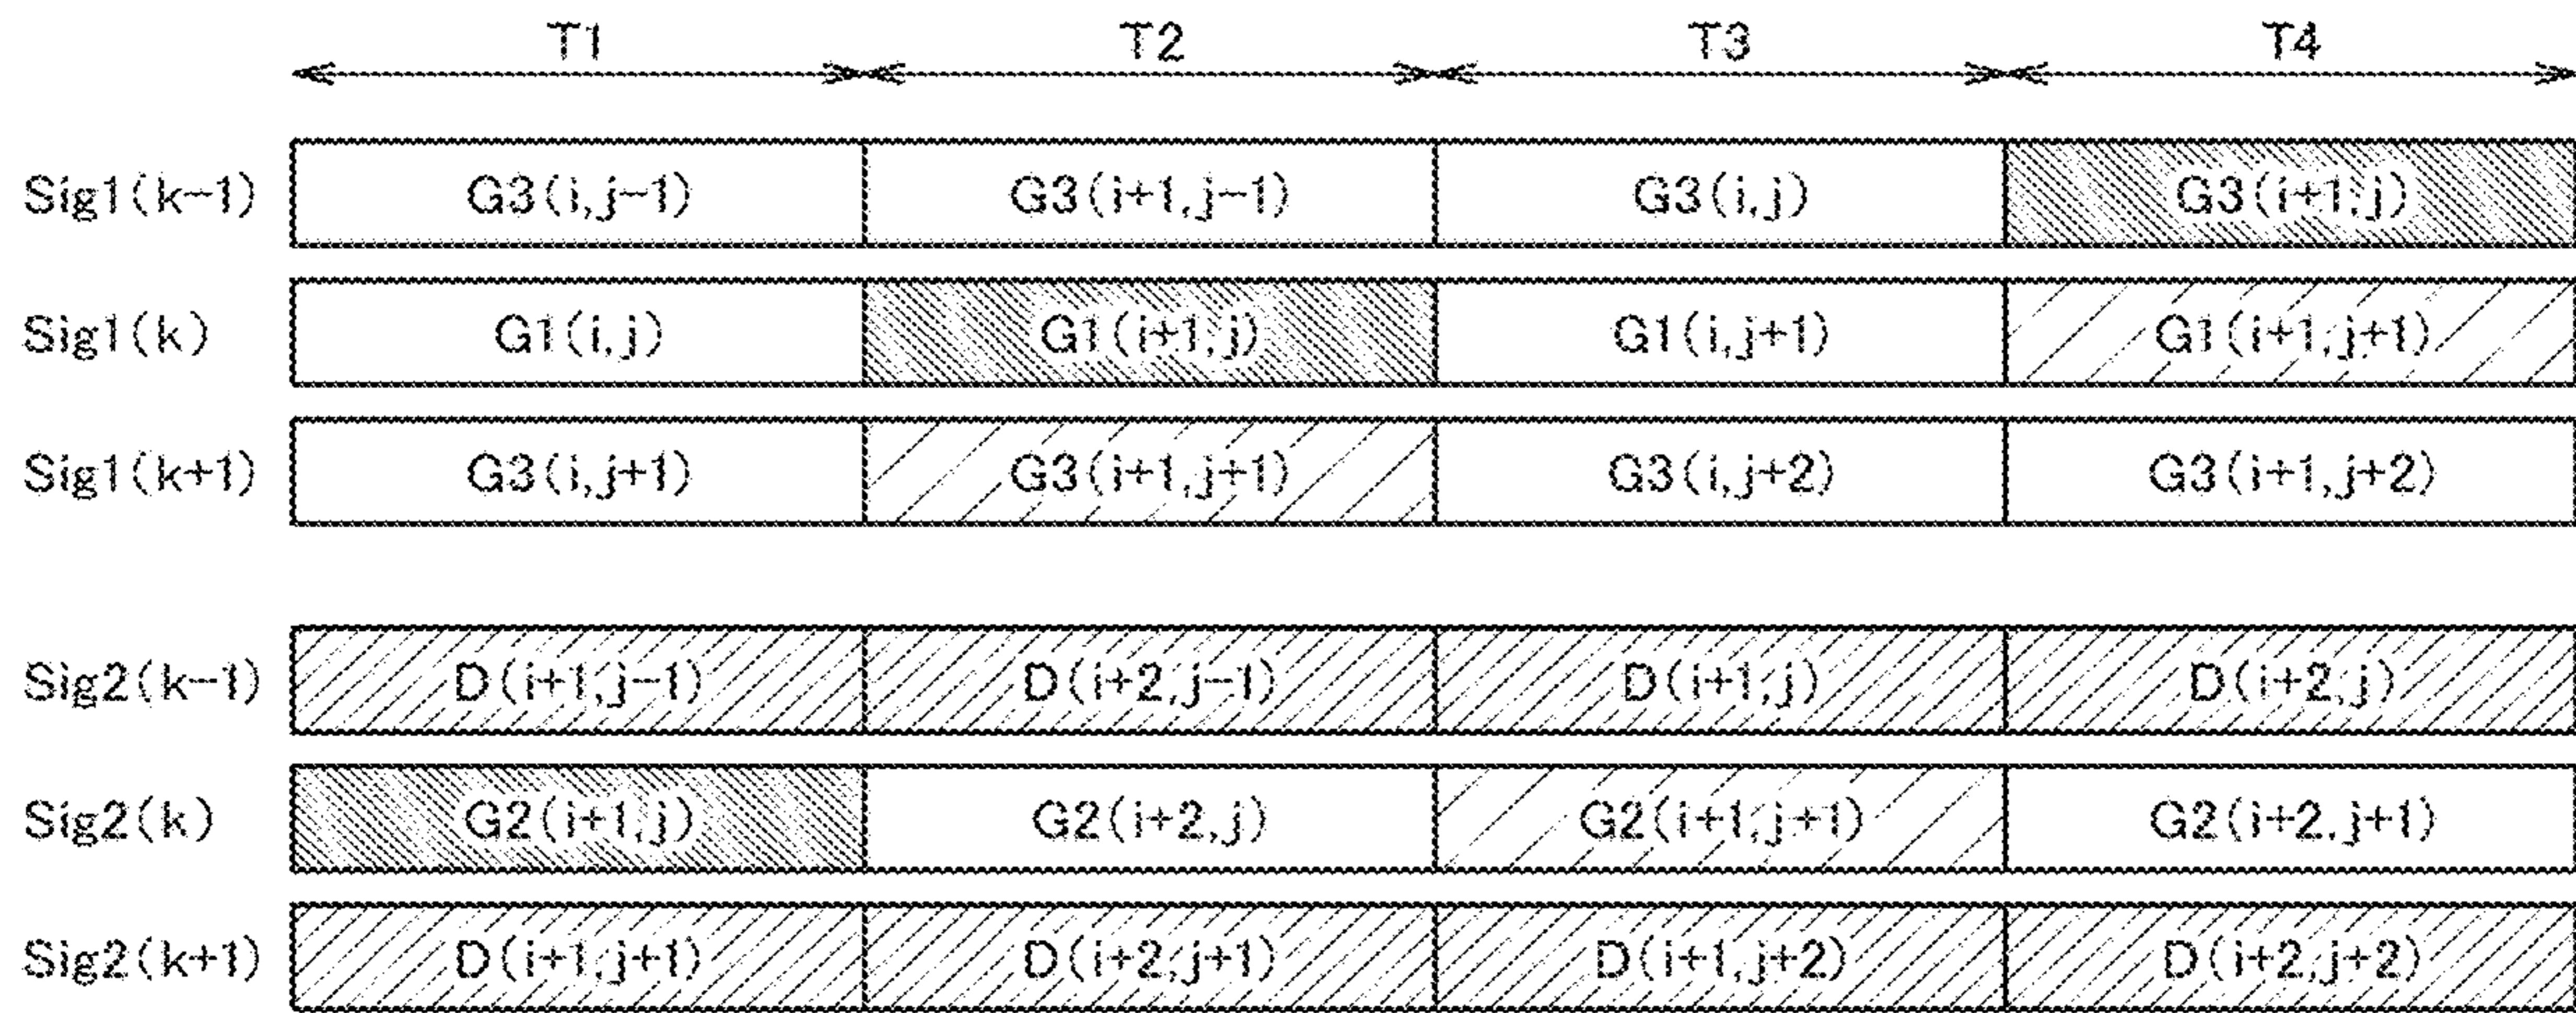 T1 T2 T3 T4
Sig1(k-1) G3(i,j-1) G3(i+1,j-1) G3(i,j) G3(i+1,j)
Sig1(k) G1(i,j) G1(i+1,j) G1(i,j+1) G1(i+1,j+1)
Sig1(k+1) G3(i,j+1) G3(i+1,j+1) G3(i,j+2) G3(i+1,j+2)
Sig2(k-1) D(i+1,j-1) D(i+2,j-1) D(i+1,j) D(i+2,j)
Sig2(k) G2(i+1,j) G2(i+2,j) G2(i+1,j+1) G2(i+2,j+1)
Sig2(k+1) D(i+1,j+1) D(i+2,j+1) D(i+1,j+2) D(i+2,j+2)